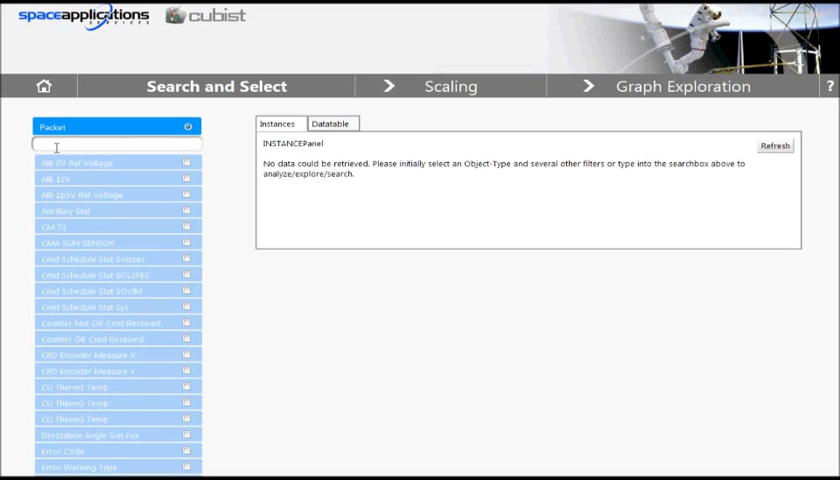 spaceapplications
SERVICES
cubist
Search and Select
Scaling
Graph Exploration
?
Packet
AIB 0V Ref Voltage
AIB 12V
AIB 2p5V Ref Voltage
Ancillary Stat
CM T3
CMA SUN SENSOR
Cmd Schedule Stat Solaces
Cmd Schedule Stat SOLSPEC
Cmd Schedule Stat SOVIM
Cmd Schedule Stat Sys
Counter Not OK Cmd Received
Counter OK Cmd Received
CPD Encoder Measure X
CPD Encoder Measure Y
CU Therm1 Temp
CU Therm2 Temp
CU Therm3 Temp
Derotation Angle Sun For
Error Code
Error Warning Type
Instances
Datatable
INSTANCEPanel
Refresh
No data could be retrieved. Please initially select an Object-Type and several other filters or type into the searchbox above to
analyze/explore/search.